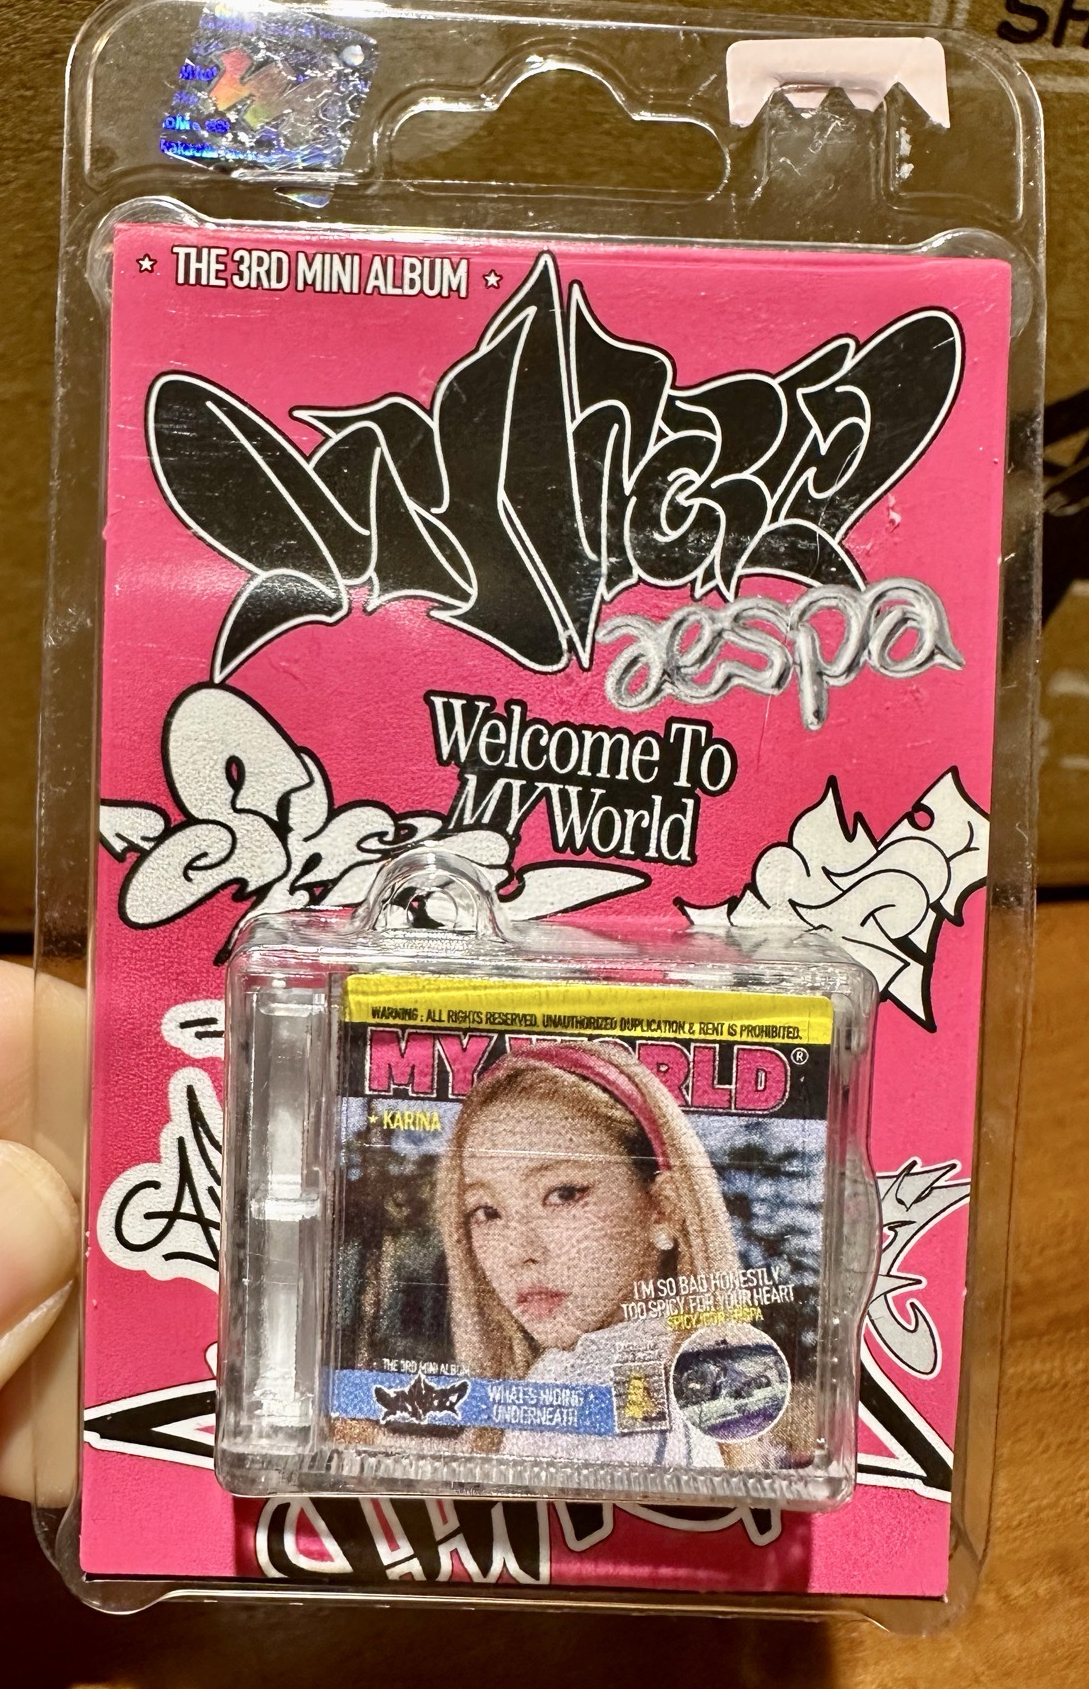 SH
★ THE 3RD MINI ALBUM ★
aespa
Welcome To
MY World
WARNING : ALL RIGHTS RESERVED. UNAUTHORIZED DUPLICATION & RENT IS PROHIBITED.
MY WORLD®
★ KARINA
I'M SO BAD HONESTLY
TOO SPICY FOR YOUR HEART
THE 3RD MINI ALBUM
WHAT'S HIDING
UNDERNEATH